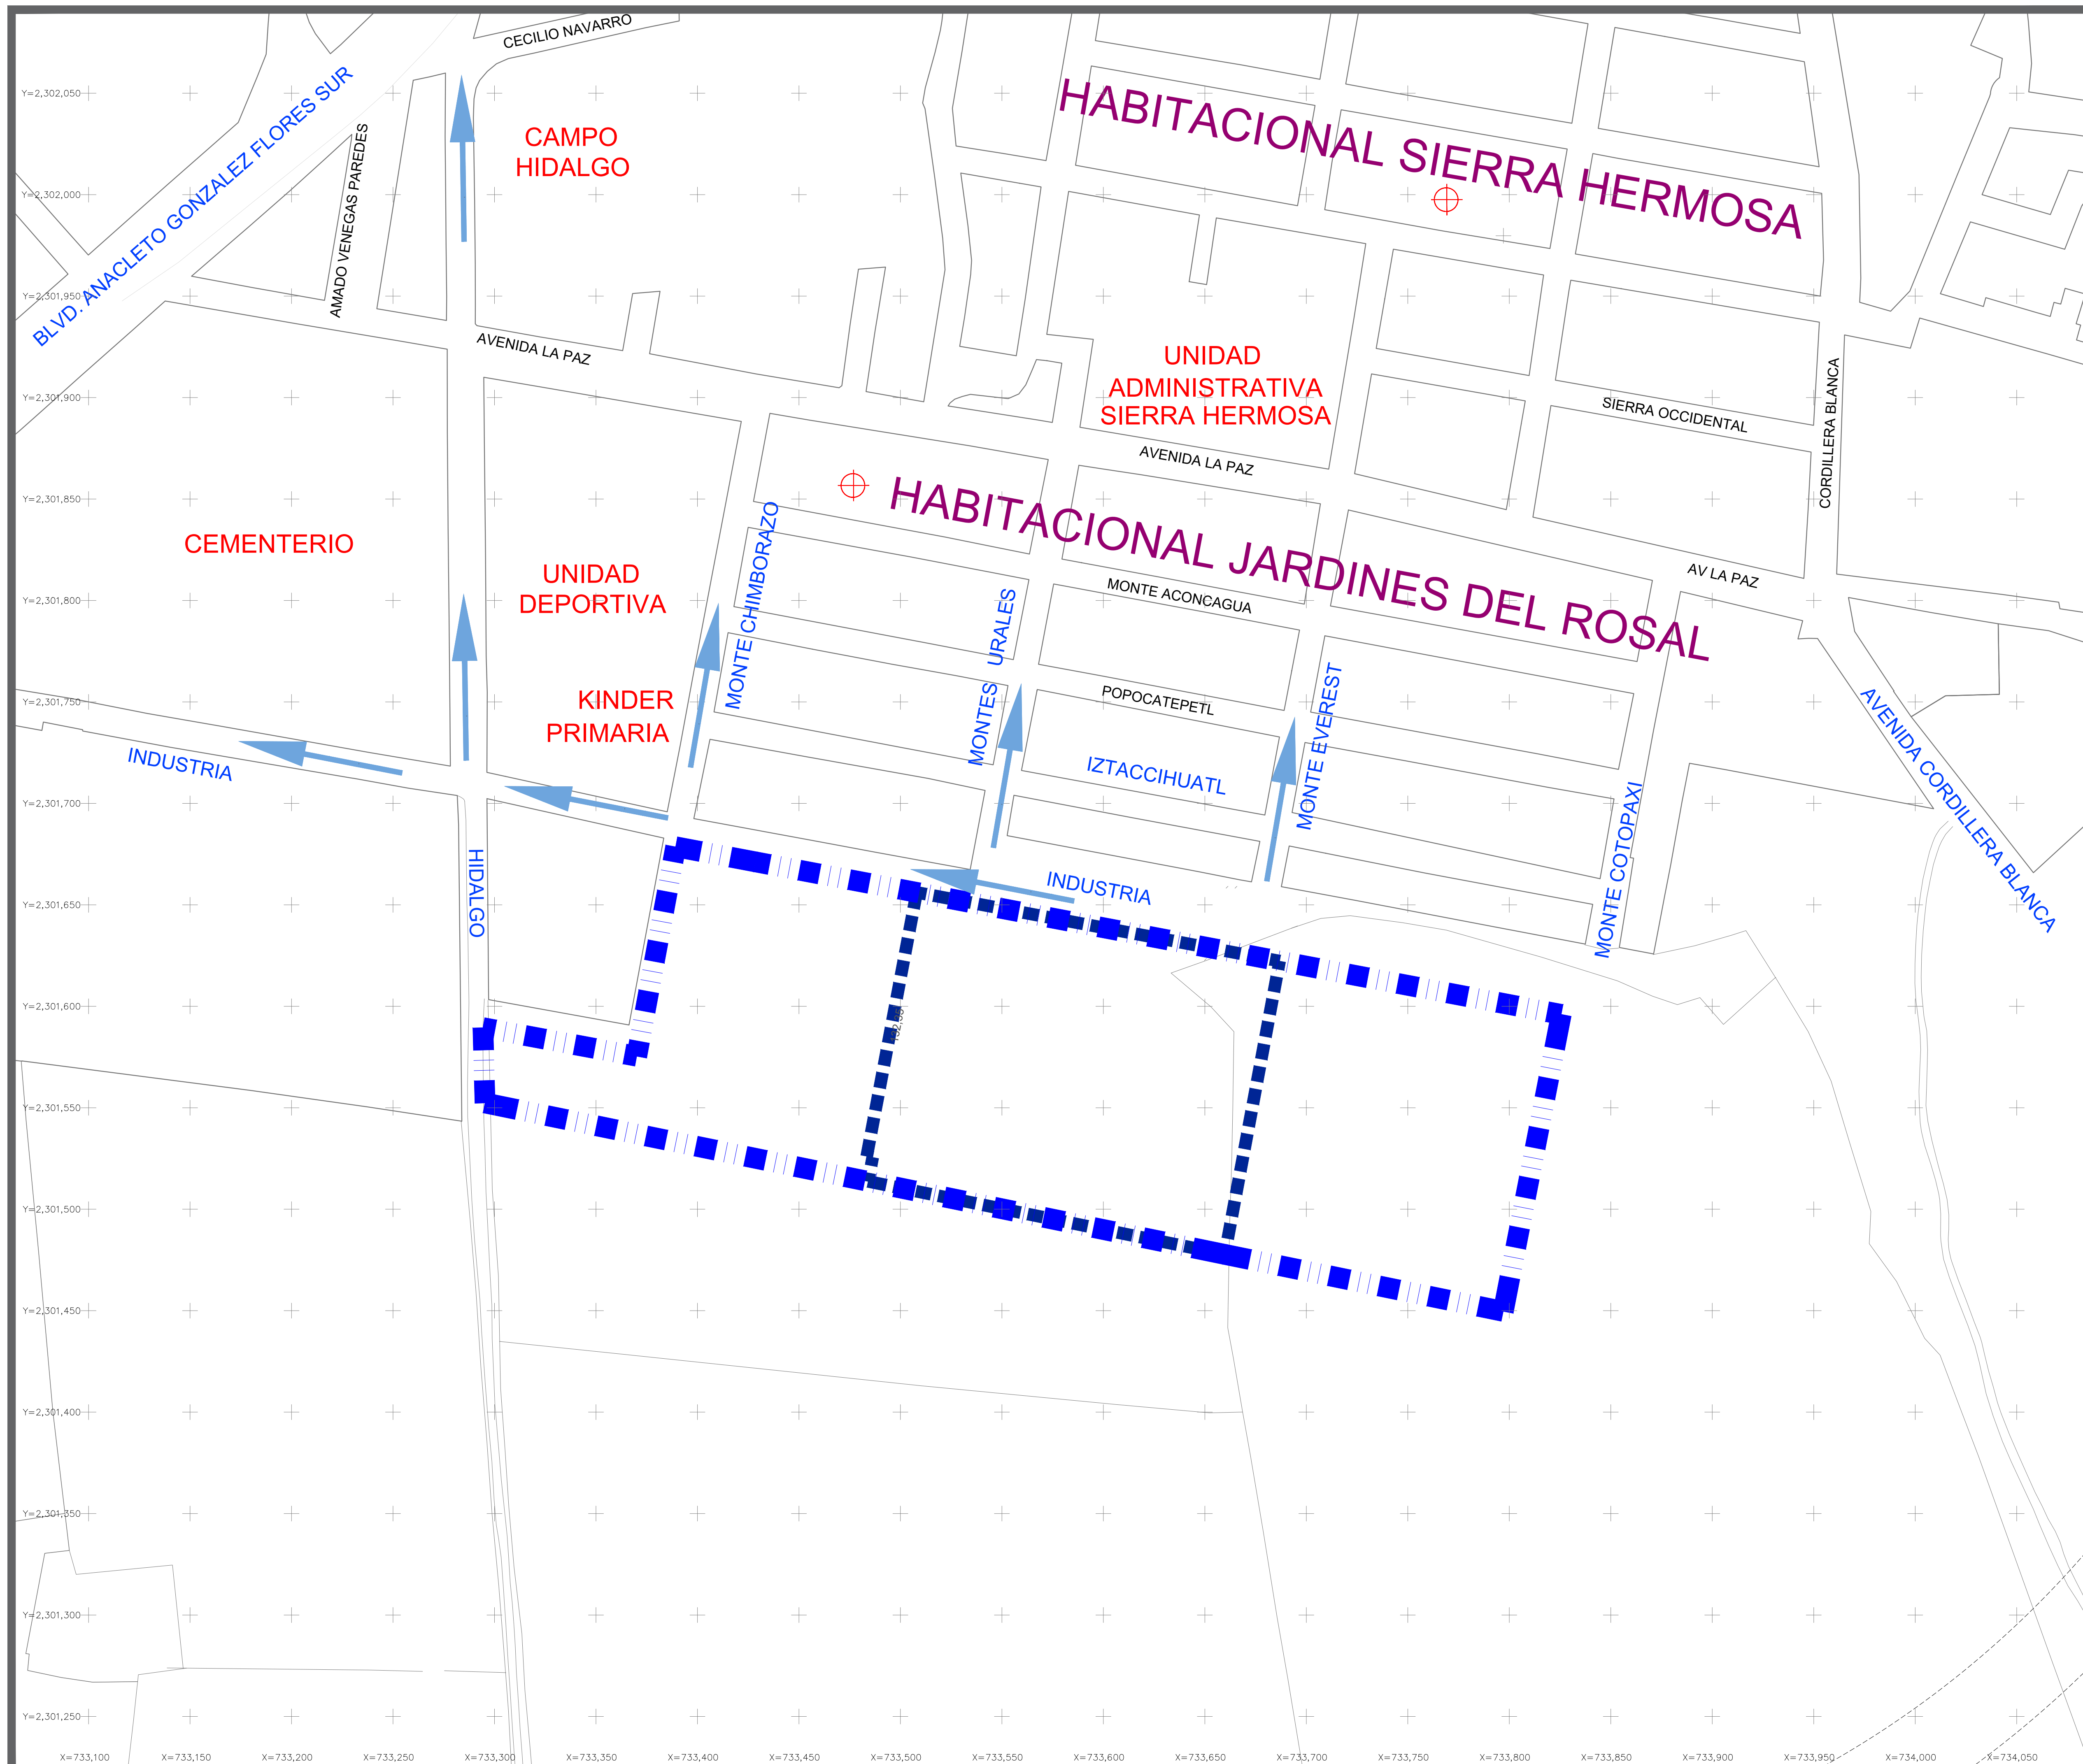 CECILIO NAVARRO
BLVD. ANACLETO GONZALEZ FLORES SUR
AMADO VENEGAS PAREDES
CAMPO
HIDALGO
HABITACIONAL SIERRA HERMOSA
AVENIDA LA PAZ
UNIDAD
ADMINISTRATIVA
SIERRA HERMOSA
SIERRA OCCIDENTAL
CORDILLERA BLANCA
AVENIDA LA PAZ
HABITACIONAL JARDINES DEL ROSAL
CEMENTERIO
UNIDAD
DEPORTIVA
MONTE CHIMBORAZO
MONTES URALES
MONTE ACONCAGUA
AV LA PAZ
KINDER
PRIMARIA
POPOCATEPETL
MONTE EVEREST
IZTACCIHUATL
INDUSTRIA
AVENIDA CORDILLERA BLANCA
MONTE COTOPAXI
HIDALGO
INDUSTRIA
Y=2,302,050
Y=2,302,000
Y=2,301,950
Y=2,301,900
Y=2,301,850
Y=2,301,800
Y=2,301,750
Y=2,301,700
Y=2,301,650
Y=2,301,600
Y=2,301,550
Y=2,301,500
Y=2,301,450
Y=2,301,400
Y=2,301,350
Y=2,301,300
Y=2,301,250
X=733,100
X=733,150
X=733,200
X=733,250
X=733,300
X=733,350
X=733,400
X=733,450
X=733,500
X=733,550
X=733,600
X=733,650
X=733,700
X=733,750
X=733,800
X=733,850
X=733,900
X=733,950
X=734,000
X=734,050